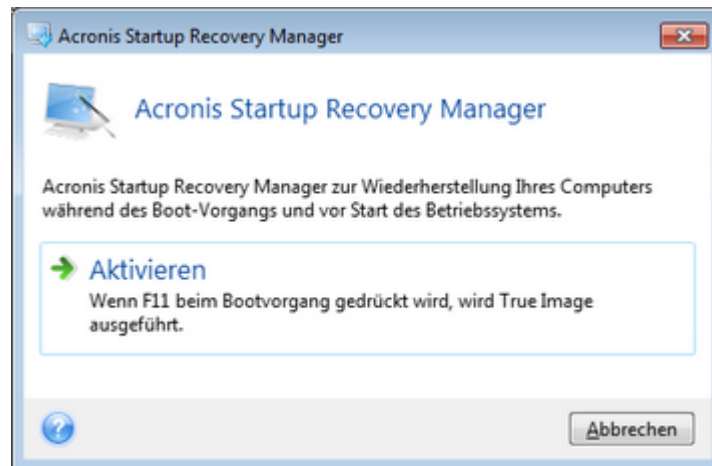 Acronis Startup Recovery Manager
Acronis Startup Recovery Manager
Acronis Startup Recovery Manager zur Wiederherstellung Ihres Computers
während des Boot-Vorgangs und vor Start des Betriebssystems.
Aktivieren
Wenn F11 beim Bootvorgang gedrückt wird, wird True Image
ausgeführt.
Abbrechen